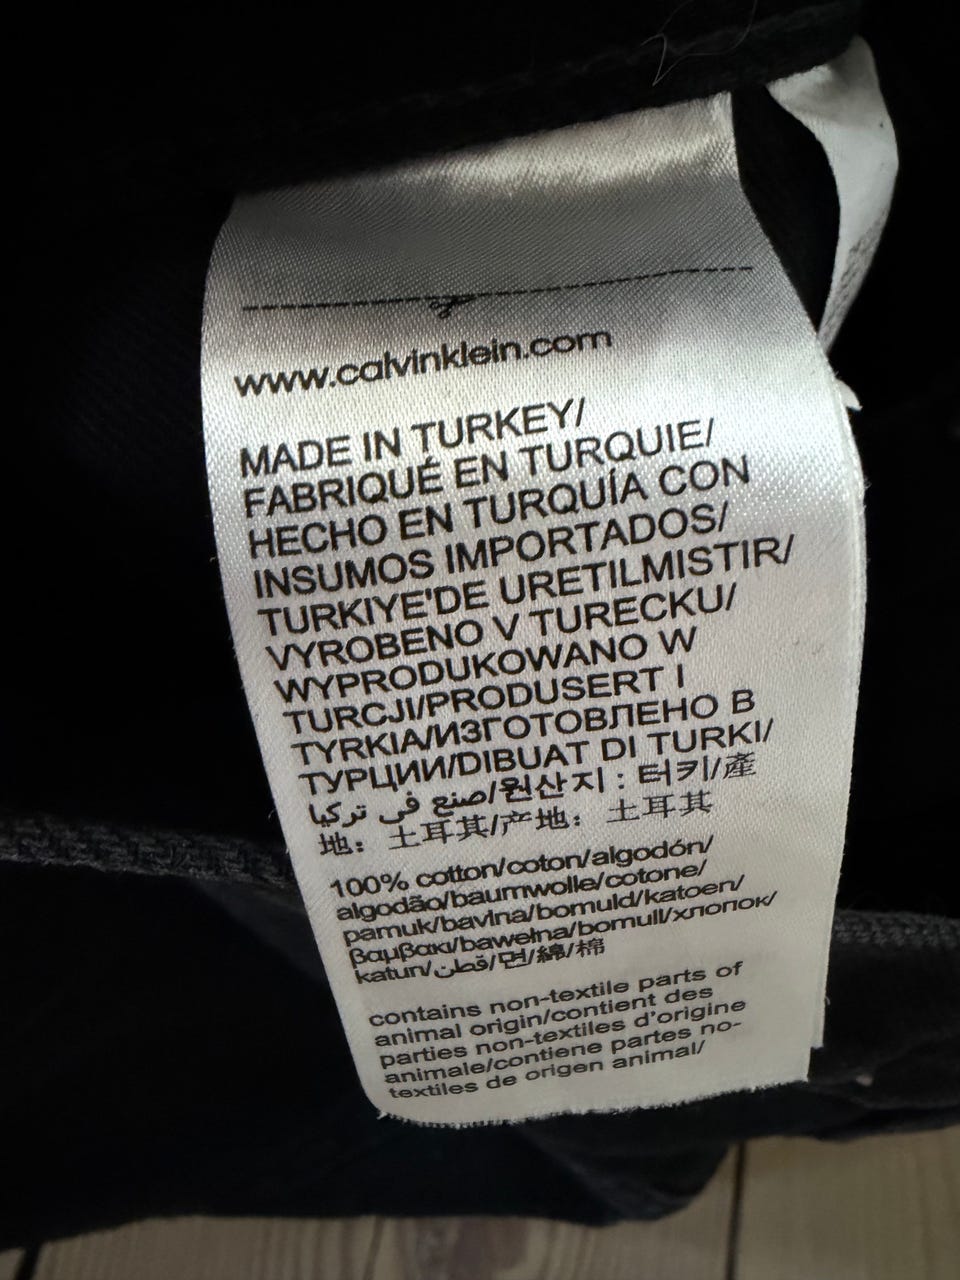 www.calvinklein.com
MADE IN TURKEY/
FABRIQUÉ EN TURQUIE/
HECHO EN TURQUÍA CON
INSUMOS IMPORTADOS/
TURKIYE'DE URETILMISTIR/
VYROBENO V TURECKU/
WYPRODUKOWANO W
TURCJI/PRODUSERT I
TYRKIA/ИЗГОТОВЛЕНО В
ТУРЦИИ/DIBUAT DI TURKI/
صنع في تركيا/원산지 : 터키/產
地：土耳其/产地：土耳其
100% cotton/coton/algodón/
algodão/baumwolle/cotone/
pamuk/bavlna/bomuld/katoen/
βαμβακι/bawełna/bomull/хлопок/
katun/قطن/면/綿/棉
contains non-textile parts of
animal origin/contient des
parties non-textiles d'origine
animale/contiene partes no-
textiles de origen animal/